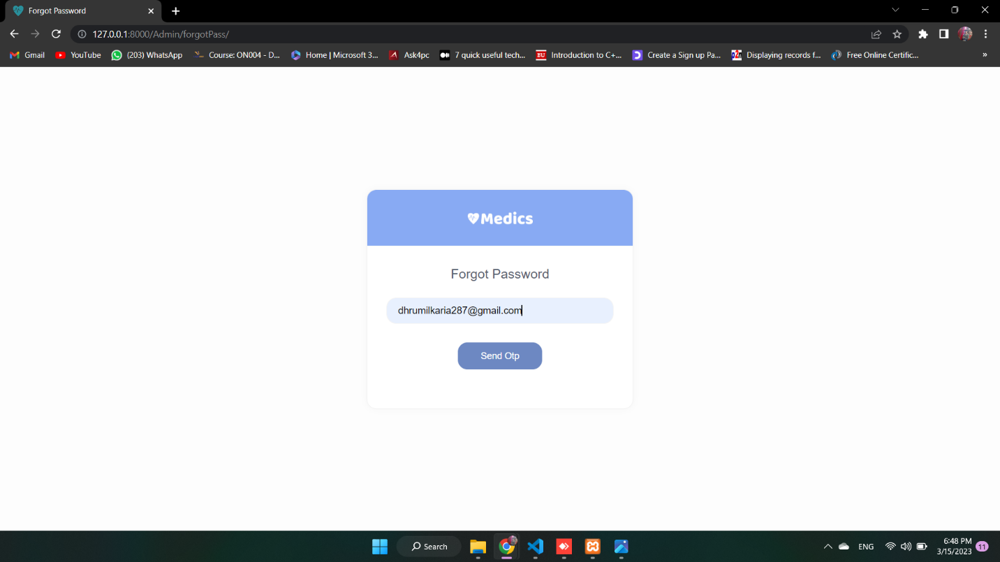 Forgot Password
127.0.0.1:8000/Admin/forgotPass/
Gmail YouTube (203) WhatsApp Course: ON004 - D... Home | Microsoft 3... Ask4pc 7 quick useful tech... BU Introduction to C+... Create a Sign up Pa... Displaying records f... Free Online Certific... »
Medics
Forgot Password
dhrumilkaria287@gmail.com
Send Otp
Search
ENG
6:48 PM
3/15/2023
11